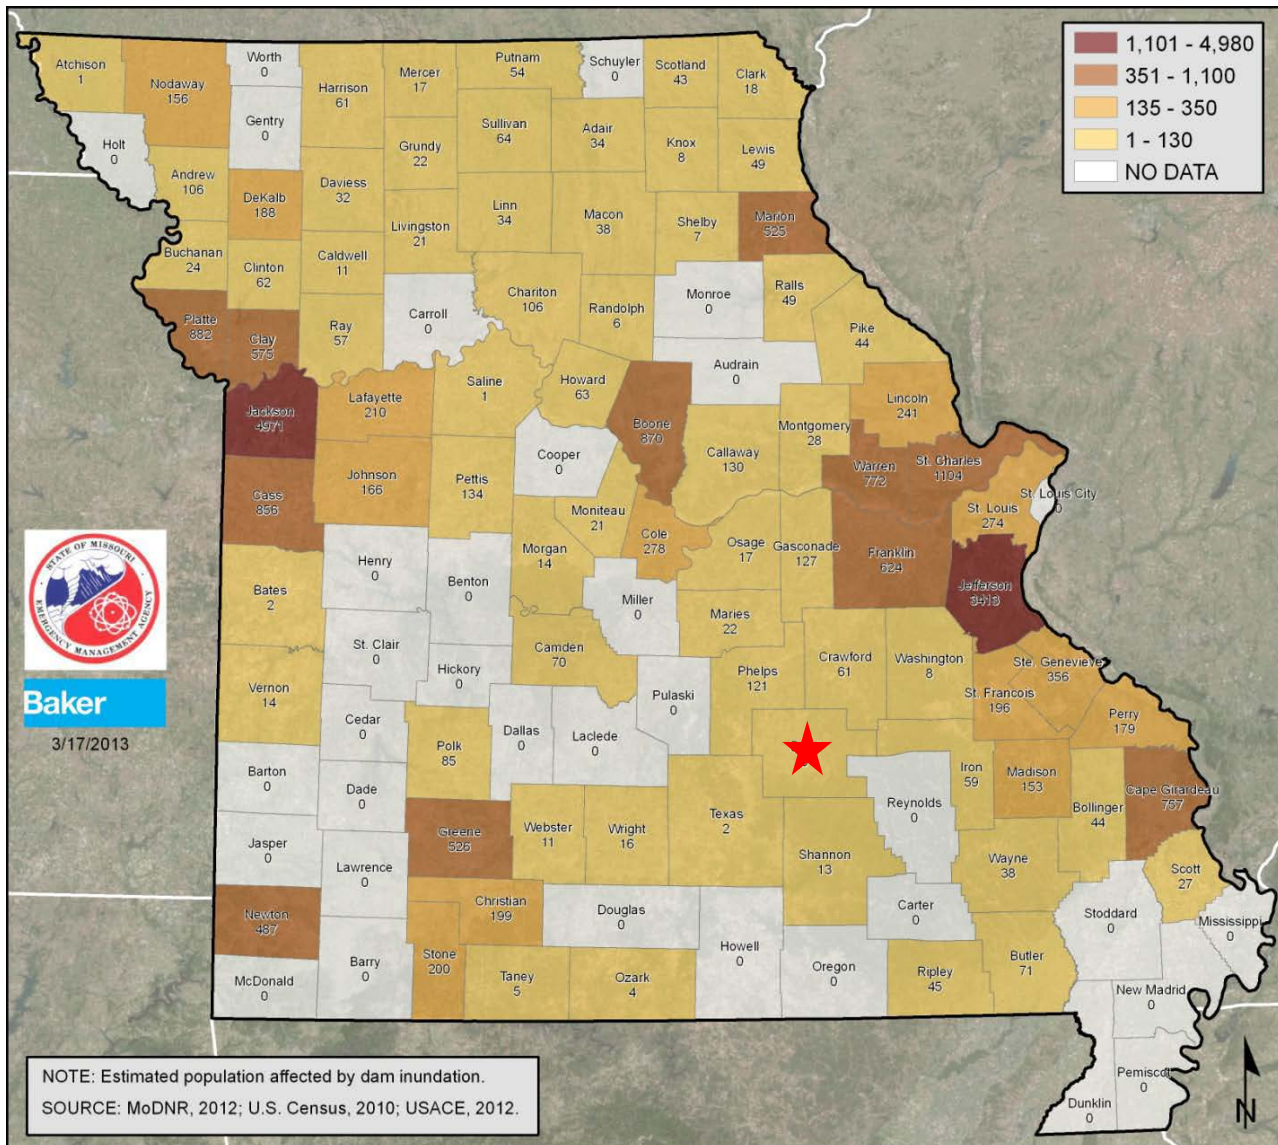 1,101 - 4,980
351 - 1,100
135 - 350
1 - 130
NO DATA
Atchison
1
Nodaway
156
Worth
0
Gentry
0
Harrison
61
Mercer
17
Putnam
54
Schuyler
0
Scotland
43
Clark
18
Holt
0
Andrew
106
DeKalb
188
Daviess
32
Grundy
22
Sullivan
64
Adair
34
Knox
8
Lewis
49
Buchanan
24
Clinton
62
Caldwell
11
Livingston
21
Linn
34
Macon
38
Shelby
7
Marion
525
Platte
882
Clay
575
Ray
57
Carroll
0
Chariton
106
Randolph
6
Monroe
0
Ralls
49
Pike
44
Audrain
0
Jackson
4971
Lafayette
210
Saline
1
Howard
63
Boone
870
Callaway
130
Montgomery
28
Lincoln
241
Warren
772
St. Charles
1104
St. Louis City
0
St. Louis
274
Cass
856
Johnson
166
Pettis
134
Cooper
0
Moniteau
21
Cole
278
Osage
17
Gasconade
127
Franklin
624
Jefferson
3413
STATE OF MISSOURI
EMERGENCY MANAGEMENT AGENCY
Baker
3/17/2013
Bates
2
Henry
0
Benton
0
Morgan
14
Miller
0
Maries
22
Vernon
14
St. Clair
0
Hickory
0
Camden
70
Pulaski
0
Phelps
121
Crawford
61
Washington
8
Ste. Genevieve
356
St. Francois
196
Perry
179
Cedar
0
Polk
85
Dallas
0
Laclede
0
Barton
0
Dade
0
Iron
59
Madison
153
Bollinger
44
Cape Girardeau
757
Reynolds
0
Texas
2
Jasper
0
Lawrence
0
Greene
526
Webster
11
Wright
16
Shannon
13
Wayne
38
Scott
27
Newton
487
Christian
199
Douglas
0
Howell
0
Carter
0
Stoddard
0
Mississippi
0
McDonald
0
Barry
0
Stone
200
Taney
5
Ozark
4
Oregon
0
Ripley
45
Butler
71
New Madrid
0
Pemiscot
0
Dunklin
0
NOTE: Estimated population affected by dam inundation.
SOURCE: MoDNR, 2012; U.S. Census, 2010; USACE, 2012.
N